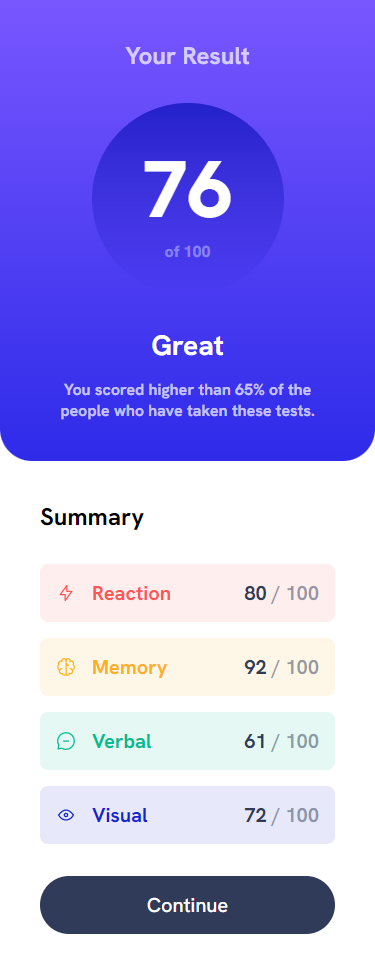 Your Result
76
of 100
Great
You scored higher than 65% of the
people who have taken these tests.
Summary
Reaction 80 / 100
Memory 92 / 100
Verbal 61 / 100
Visual 72 / 100
Continue